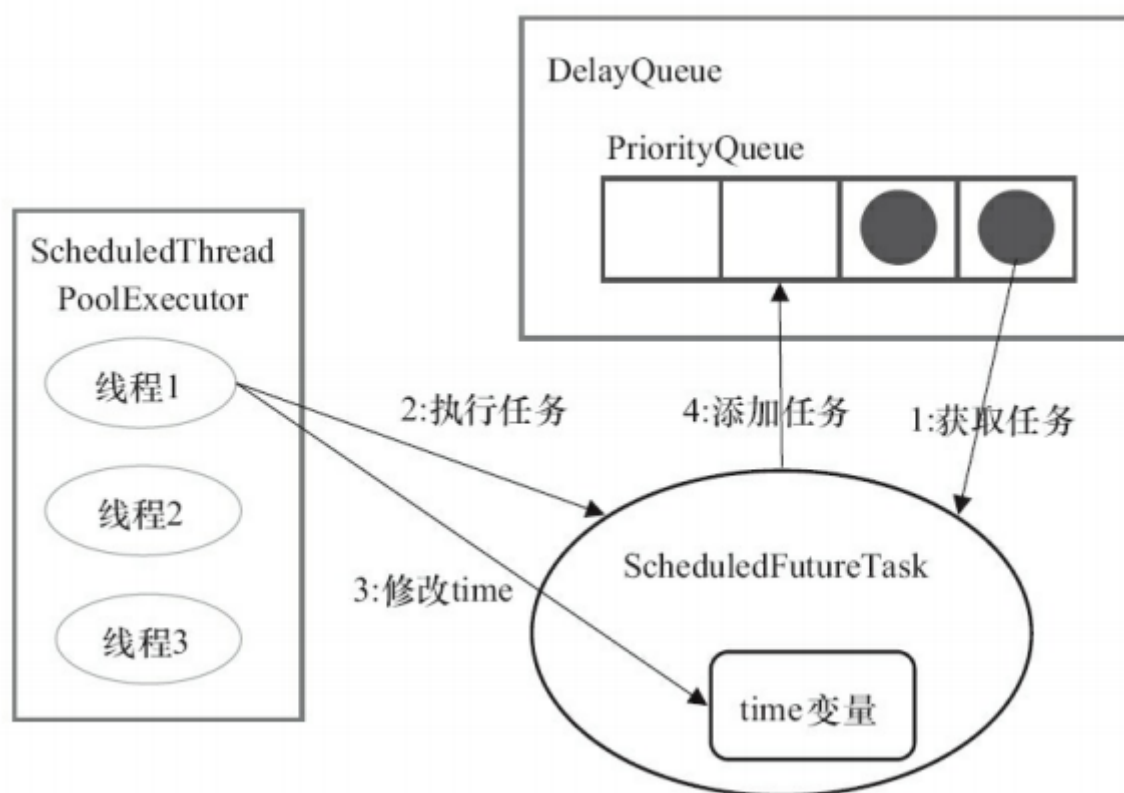 DelayQueue
PriorityQueue
ScheduledThread
PoolExecutor
线程1
线程2
线程3
2:执行任务
4:添加任务
1:获取任务
3:修改time
ScheduledFutureTask
time变量